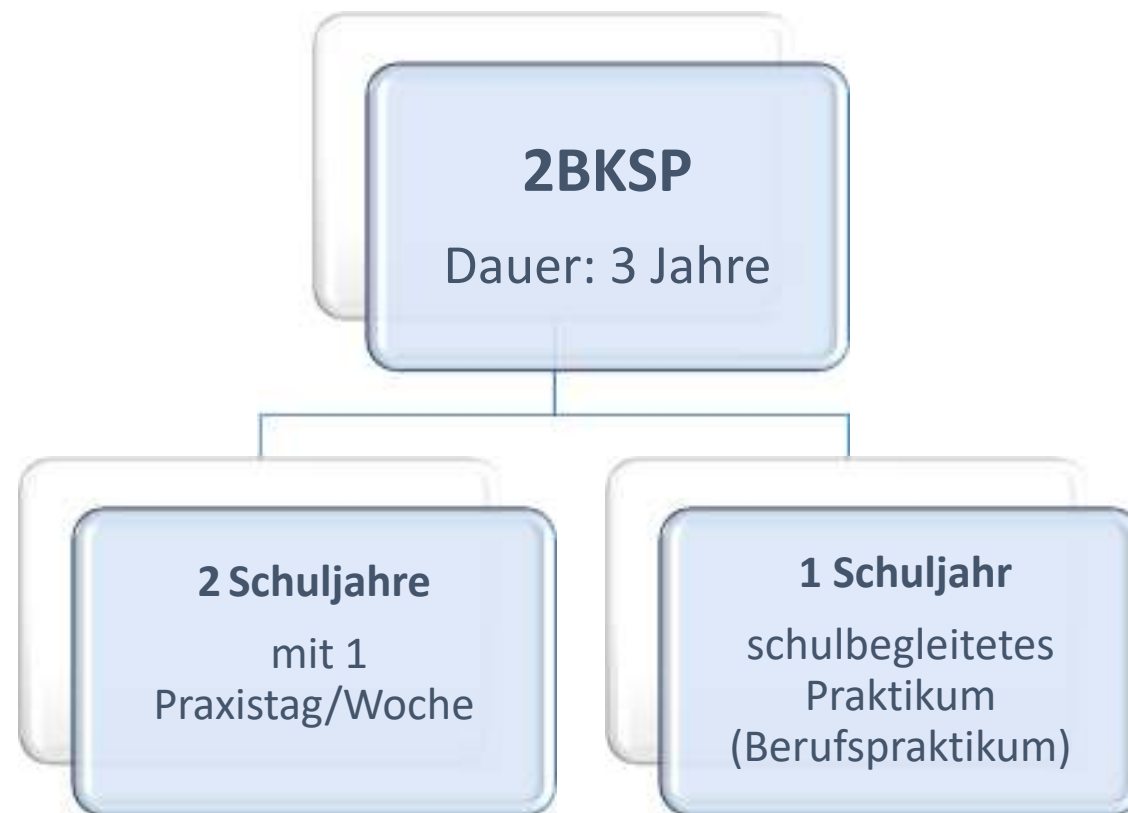 2BKSP
Dauer: 3 Jahre
2 Schuljahre
mit 1
Praxistag/Woche
1 Schuljahr
schulbegleitetes
Praktikum
(Berufspraktikum)